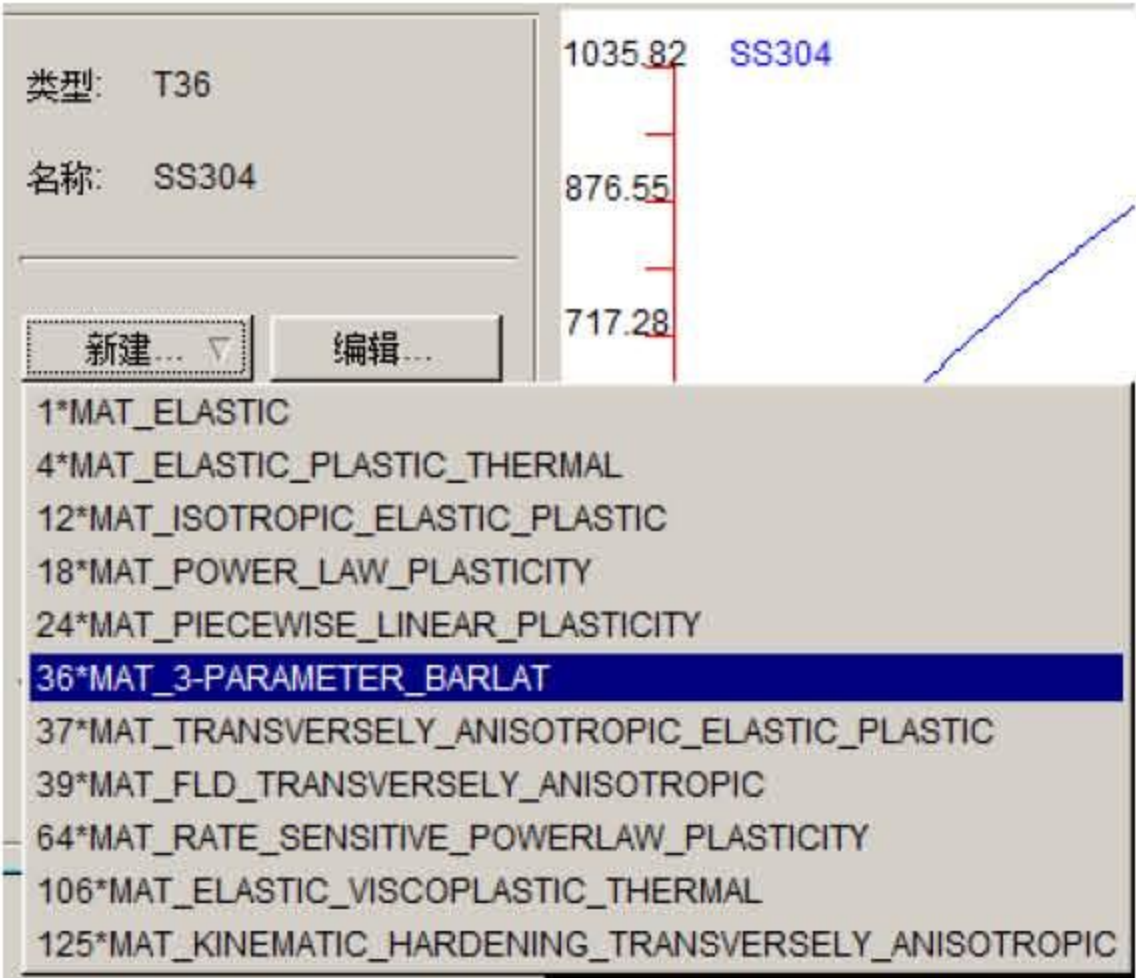 类型: T36
名称: SS304
新建... 编辑...
1035.82 SS304
876.55
717.28
1*MAT_ELASTIC
4*MAT_ELASTIC_PLASTIC_THERMAL
12*MAT_ISOTROPIC_ELASTIC_PLASTIC
18*MAT_POWER_LAW_PLASTICITY
24*MAT_PIECEWISE_LINEAR_PLASTICITY
36*MAT_3-PARAMETER_BARLAT
37*MAT_TRANSVERSELY_ANISOTROPIC_ELASTIC_PLASTIC
39*MAT_FLD_TRANSVERSELY_ANISOTROPIC
64*MAT_RATE_SENSITIVE_POWERLAW_PLASTICITY
106*MAT_ELASTIC_VISCOPLASTIC_THERMAL
125*MAT_KINEMATIC_HARDENING_TRANSVERSELY_ANISOTROPIC